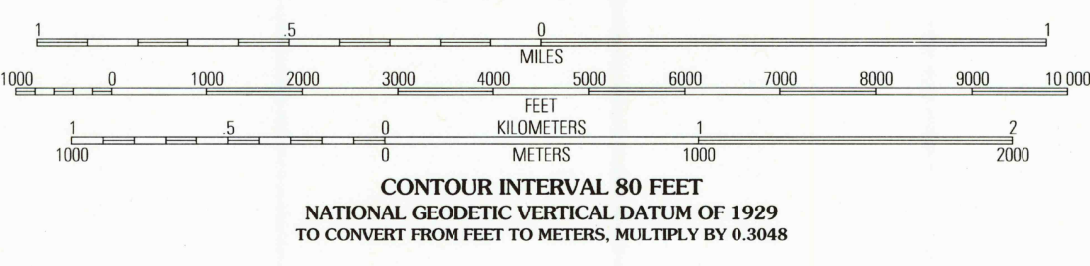 1 .5 0 1
MILES
1000 0 1000 2000 3000 4000 5000 6000 7000 8000 9000 10 000
FEET
1 .5 0 KILOMETERS 1 2
1000 0 METERS 1000 2000
CONTOUR INTERVAL 80 FEET
NATIONAL GEODETIC VERTICAL DATUM OF 1929
TO CONVERT FROM FEET TO METERS, MULTIPLY BY 0.3048